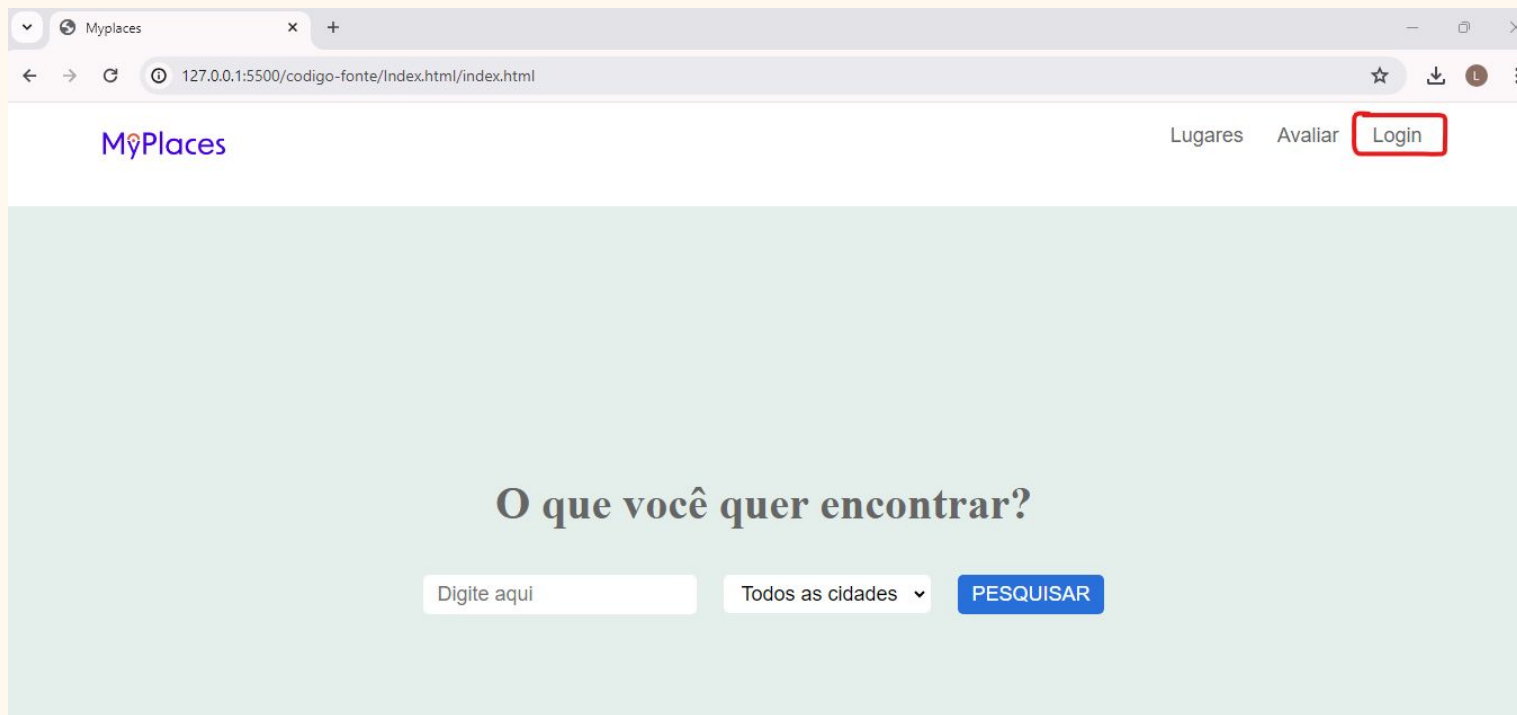 Myplaces
127.0.0.1:5500/codigo-fonte/Index.html/index.html
L
MyPlaces
Lugares Avaliar Login
O que você quer encontrar?
Digite aqui Todos as cidades PESQUISAR